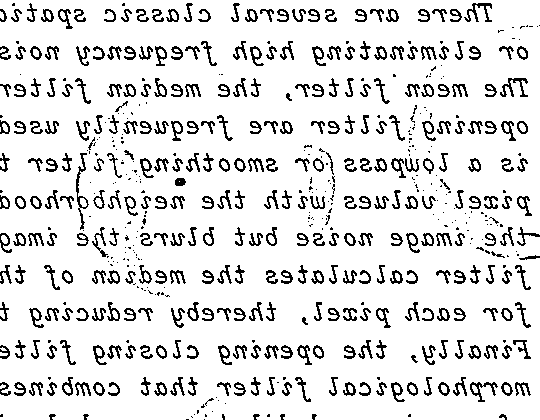 There are several classic spatia
or eliminating high frequency nois
The mean filter, the median filter
opening filter are frequently used
is a lowpass or smoothing filter t
pixel values with the neighborhood
the image noise but blurs the imag
filter calculates the median of th
for each pixel, thereby reducing t
Finally, the opening closing filte
morphological filter that combines